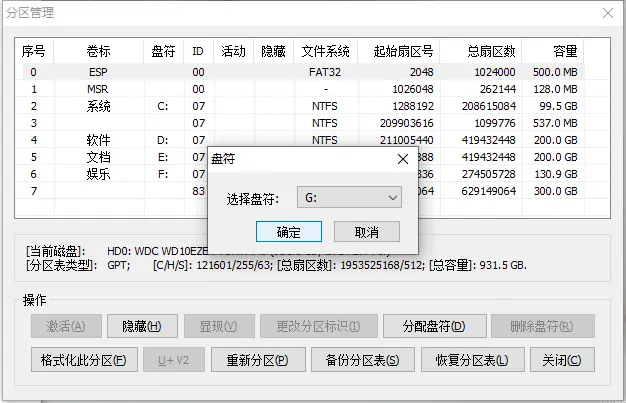 分区管理
序号 卷标 盘符 ID 活动 隐藏 文件系统 起始扇区号 总扇区数 容量
0 ESP 00 FAT32 2048 1024000 500.0 MB
1 MSR 00 - 1026048 262144 128.0 MB
2 系统 C: 07 NTFS 1288192 208615084 99.5 GB
3 07 NTFS 209903616 1099776 537.0 MB
4 软件 D: 07 NTFS 211005440 419432448 200.0 GB
5 文档 E: 07 888 419432448 200.0 GB
6 娱乐 F: 07 836 274505728 130.9 GB
7 83 064 629149064 300.0 GB
盘符
选择盘符: G:
确定 取消
[当前磁盘]: HD0: WDC
[分区表类型]: GPT; [C/H/S]: 121601/255/63; [总扇区数]: 1953525168/512; [总容量]: 931.5 GB.
操作
激活(A) 隐藏(H) 显现(V) 更改分区标识(I) 分配盘符(D) 删除盘符(R)
格式化此分区(F) U+ V2 重新分区(P) 备份分区表(S) 恢复分区表(L) 关闭(C)